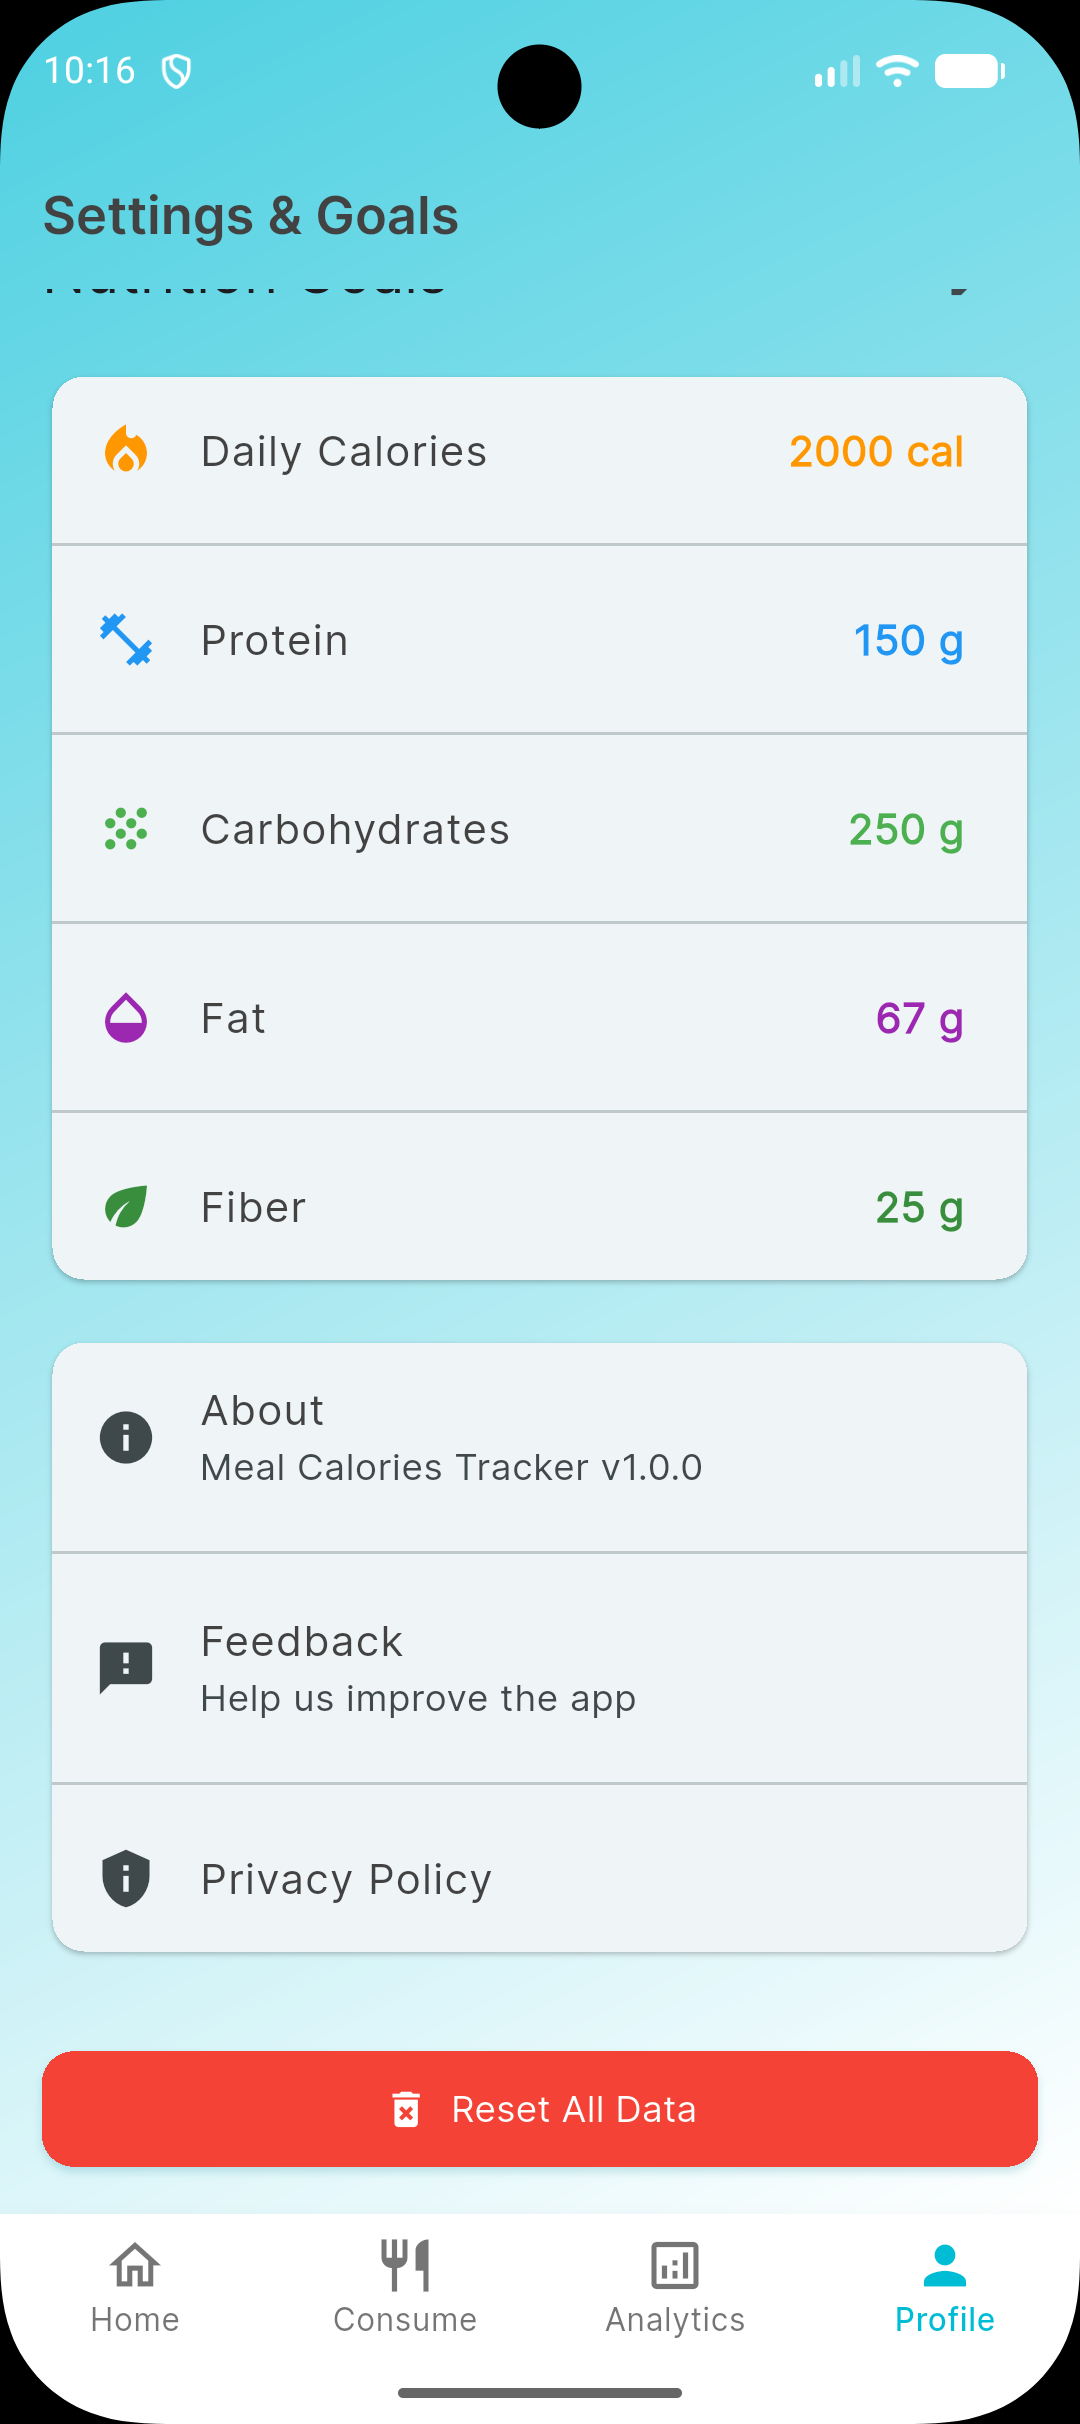 10:16
Settings & Goals
Nutrition Goals
Daily Calories 2000 cal
Protein 150 g
Carbohydrates 250 g
Fat 67 g
Fiber 25 g
About
Meal Calories Tracker v1.0.0
Feedback
Help us improve the app
Privacy Policy
Reset All Data
Home Consume Analytics Profile